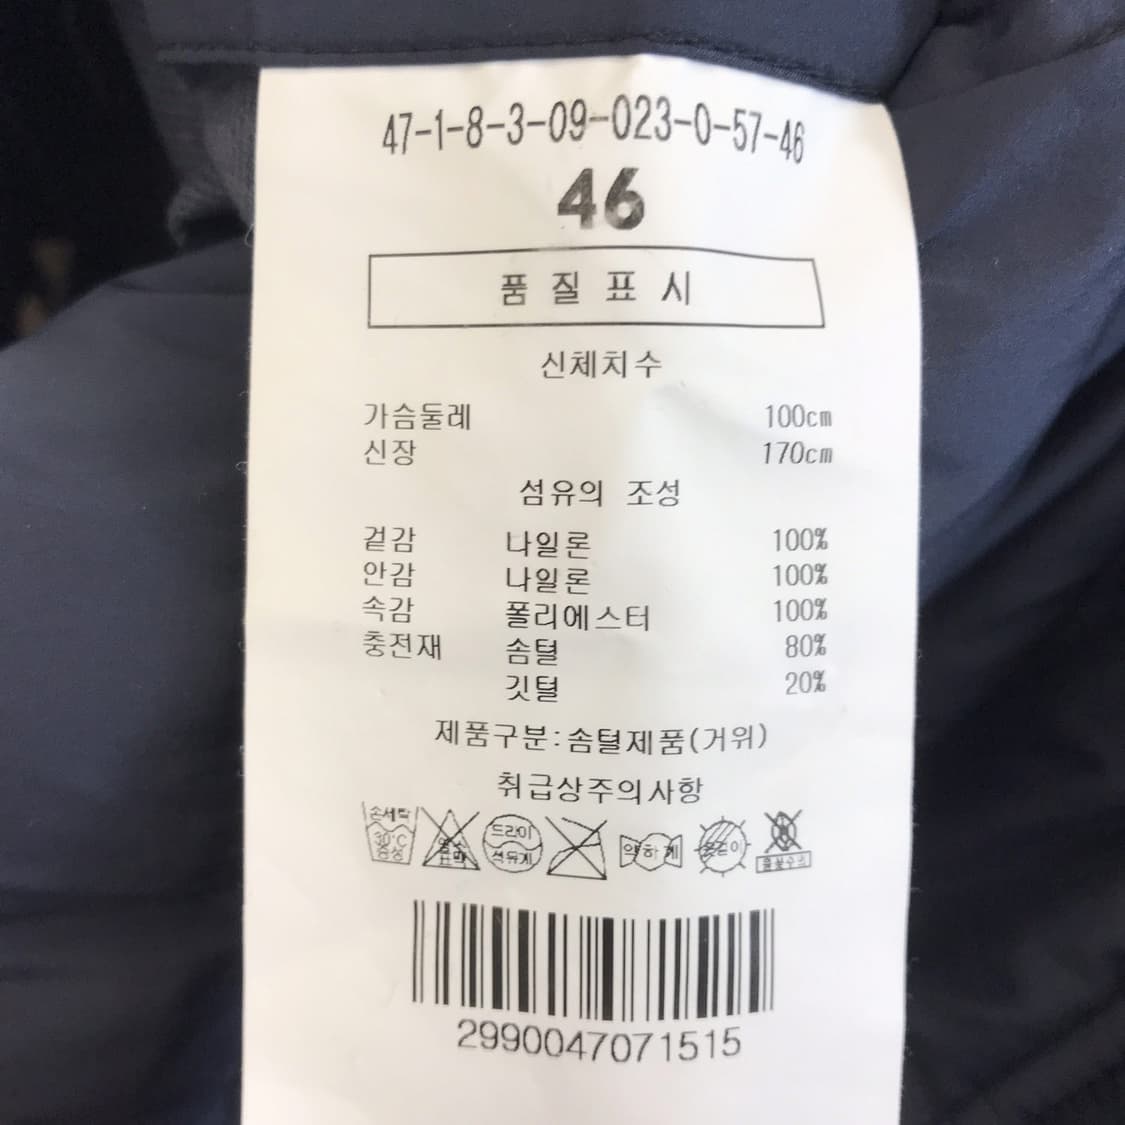 47-1-8-3-09-023-0-57-46
46
품질표시
신체치수
가슴둘레 100cm
신장 170cm
섬유의 조성
겉감 나일론 100%
안감 나일론 100%
속감 폴리에스터 100%
충전재 솜털 80%
깃털 20%
제품구분:솜털제품(거위)
취급상주의사항
손세탁 30℃ 중성 염소 표백 드라이 석유계 약하게
2990047071515